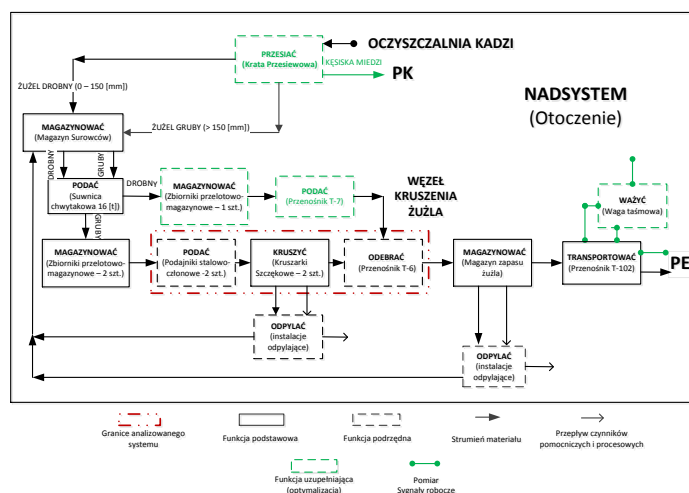 PRZESIAĆ
(Krata Przesiewowa)
OCZYSZCZALNIA KADZI
KĘSISKA MIEDZI
PK
NADSYSTEM
(Otoczenie)
ŻUŻEL DROBNY (0 – 150 [mm])
ŻUŻEL GRUBY (> 150 [mm])
MAGAZYNOWAĆ
(Magazyn Surowców)
DROBNY
GRUBY
PODAĆ
(Suwnica
chwytakowa 16 [t])
DROBNY
GRUBY
MAGAZYNOWAĆ
(Zbiorniki przelotowo-
magazynowe – 1 szt.)
PODAĆ
(Przenośnik T-7)
WĘZEŁ
KRUSZENIA
ŻUŻLA
WAŻYĆ
(Waga taśmowa)
MAGAZYNOWAĆ
(Zbiorniki przelotowo-
magazynowe – 2 szt.)
PODAĆ
(Podajniki stalowo-
członowe -2 szt.)
KRUSZYĆ
(Kruszarki
Szczękowe – 2 szt.)
ODEBRAĆ
(Przenośnik T-6)
MAGAZYNOWAĆ
(Magazyn zapasu
żużla)
TRANSPORTOWAĆ
(Przenośnik T-102)
PE
ODPYLAĆ
(instalacje
odpylające)
ODPYLAĆ
(instalacje
odpylające)
Granice analizowanego
systemu
Funkcja podstawowa
Funkcja podrzędna
Strumień materiału
Przepływ czynników
pomocniczych i procesowych
Funkcja uzupełniająca
(optymalizacja)
Pomiar
Sygnały robocze